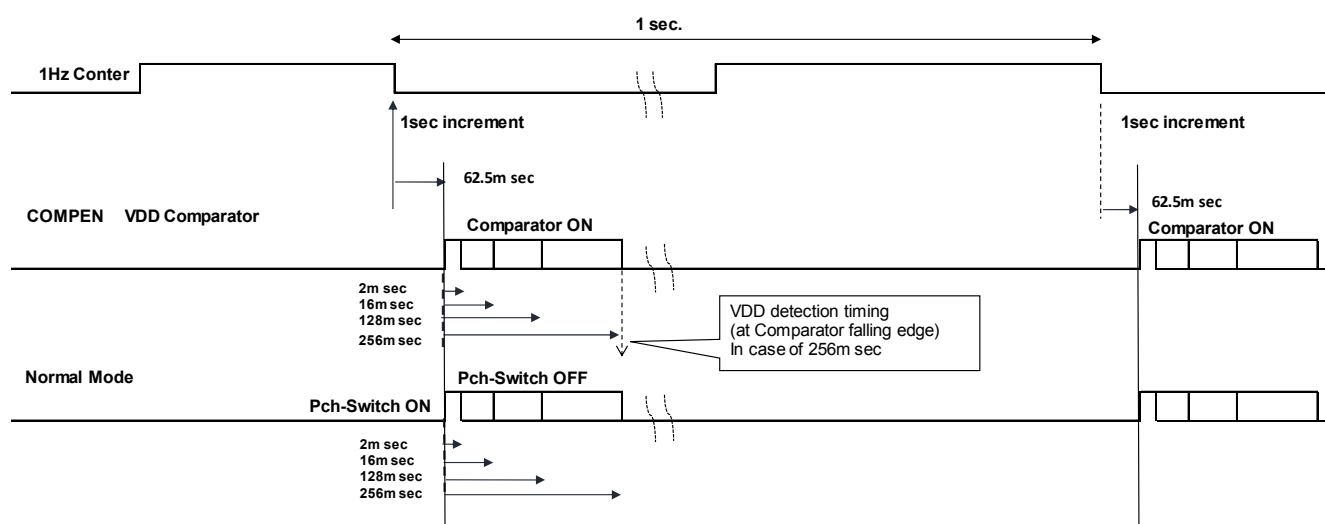 1 sec.
1Hz Conter
1sec increment
1sec increment
62.5m sec
62.5m sec
COMPEN VDD Comparator
Comparator ON
Comparator ON
2m sec
16m sec
128m sec
256m sec
VDD detection timing
(at Comparator falling edge)
In case of 256m sec
Normal Mode
Pch-Switch OFF
Pch-Switch ON
2m sec
16m sec
128m sec
256m sec